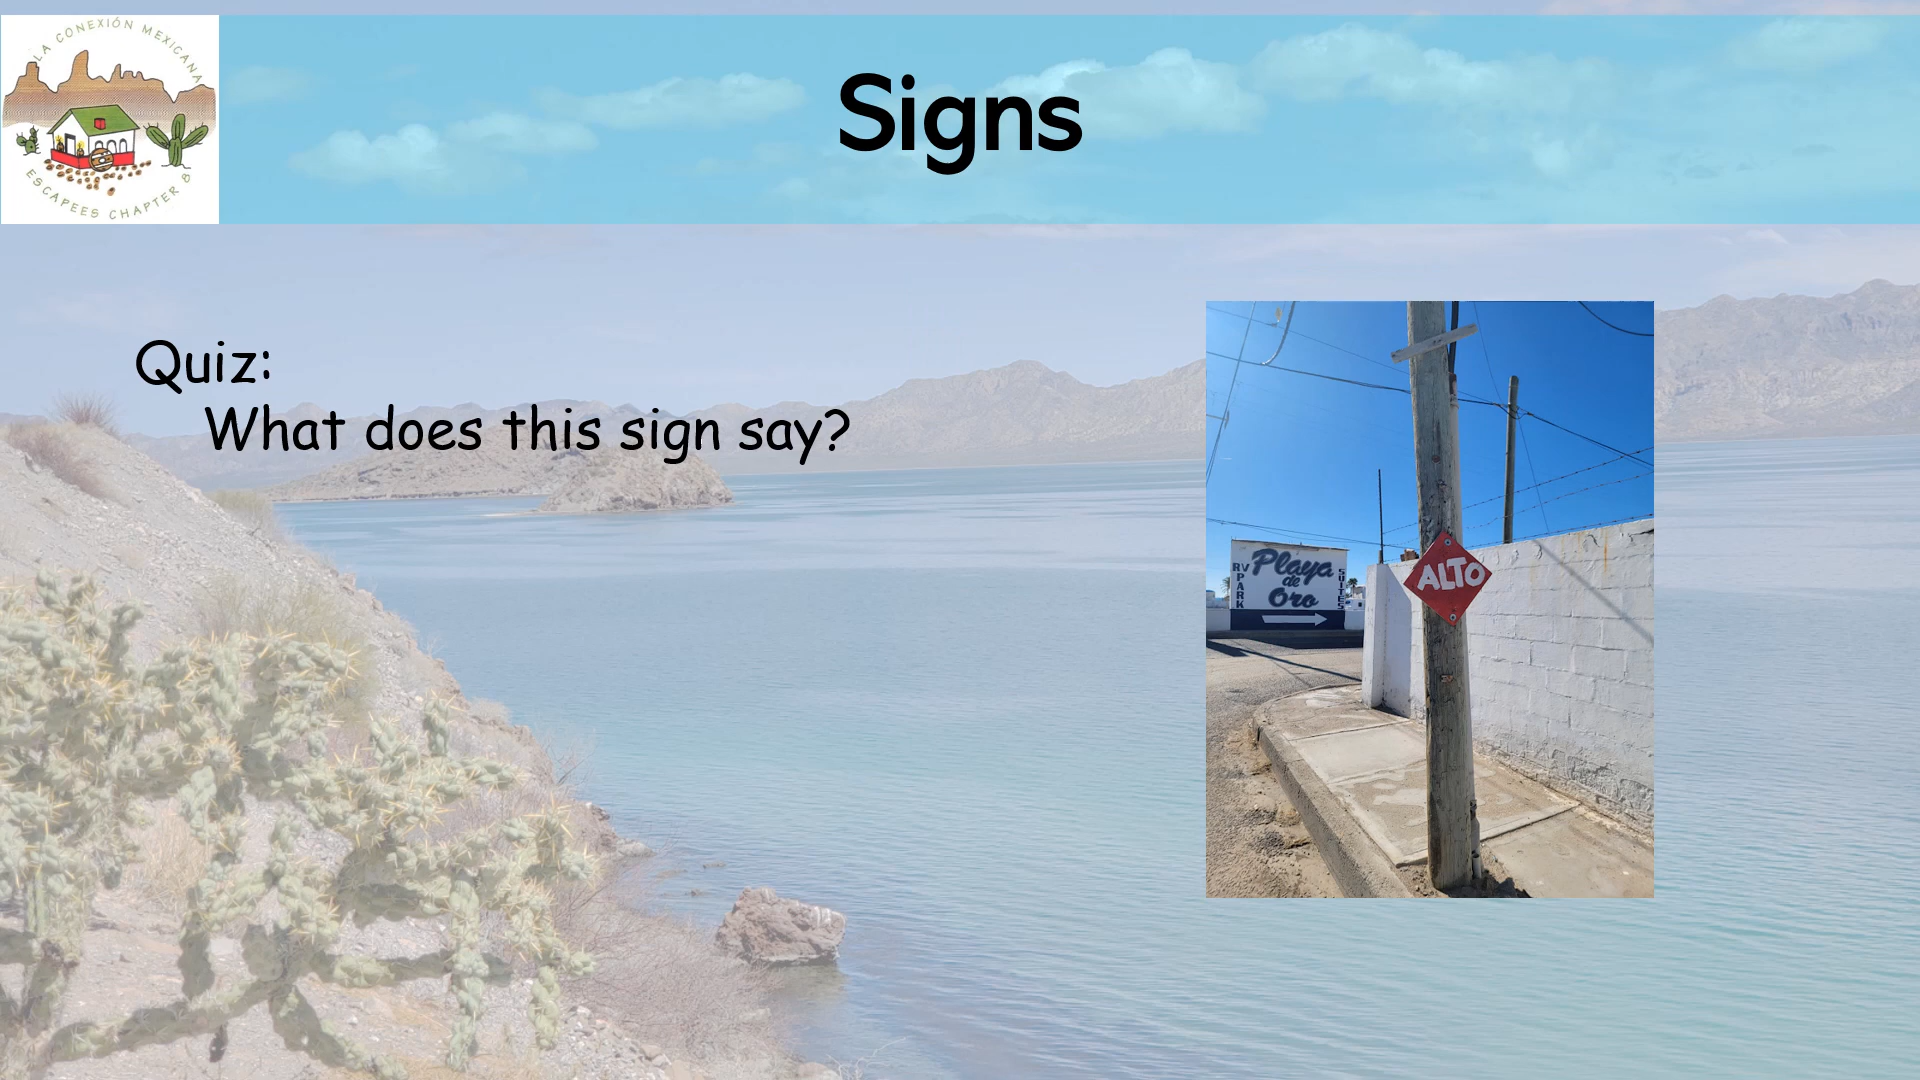 LA CONEXIÓN MEXICANA
ESCAPEES CHAPTER 8
Signs
Quiz:
What does this sign say?
RV PARK
Playa
de
Oro
SUITES
ALTO